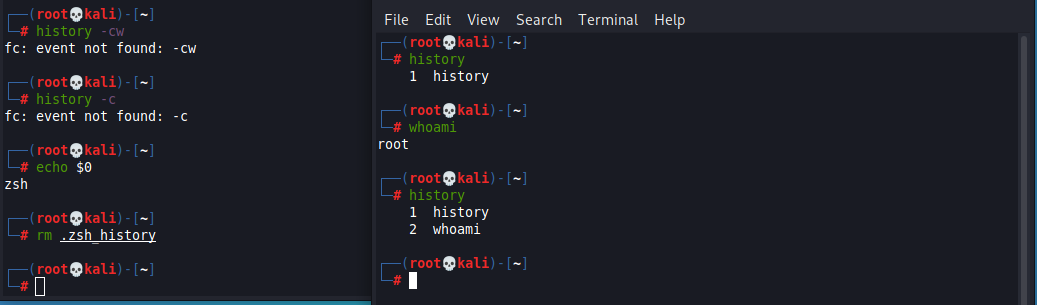 ┌──(root💀kali)-[~]
└─# history -cw
fc: event not found: -cw
┌──(root💀kali)-[~]
└─# history -c
fc: event not found: -c
┌──(root💀kali)-[~]
└─# echo $0
zsh
┌──(root💀kali)-[~]
└─# rm .zsh_history
┌──(root💀kali)-[~]
└─#
File Edit View Search Terminal Help
┌──(root💀kali)-[~]
└─# history
1 history
┌──(root💀kali)-[~]
└─# whoami
root
┌──(root💀kali)-[~]
└─# history
1 history
2 whoami
┌──(root💀kali)-[~]
└─#